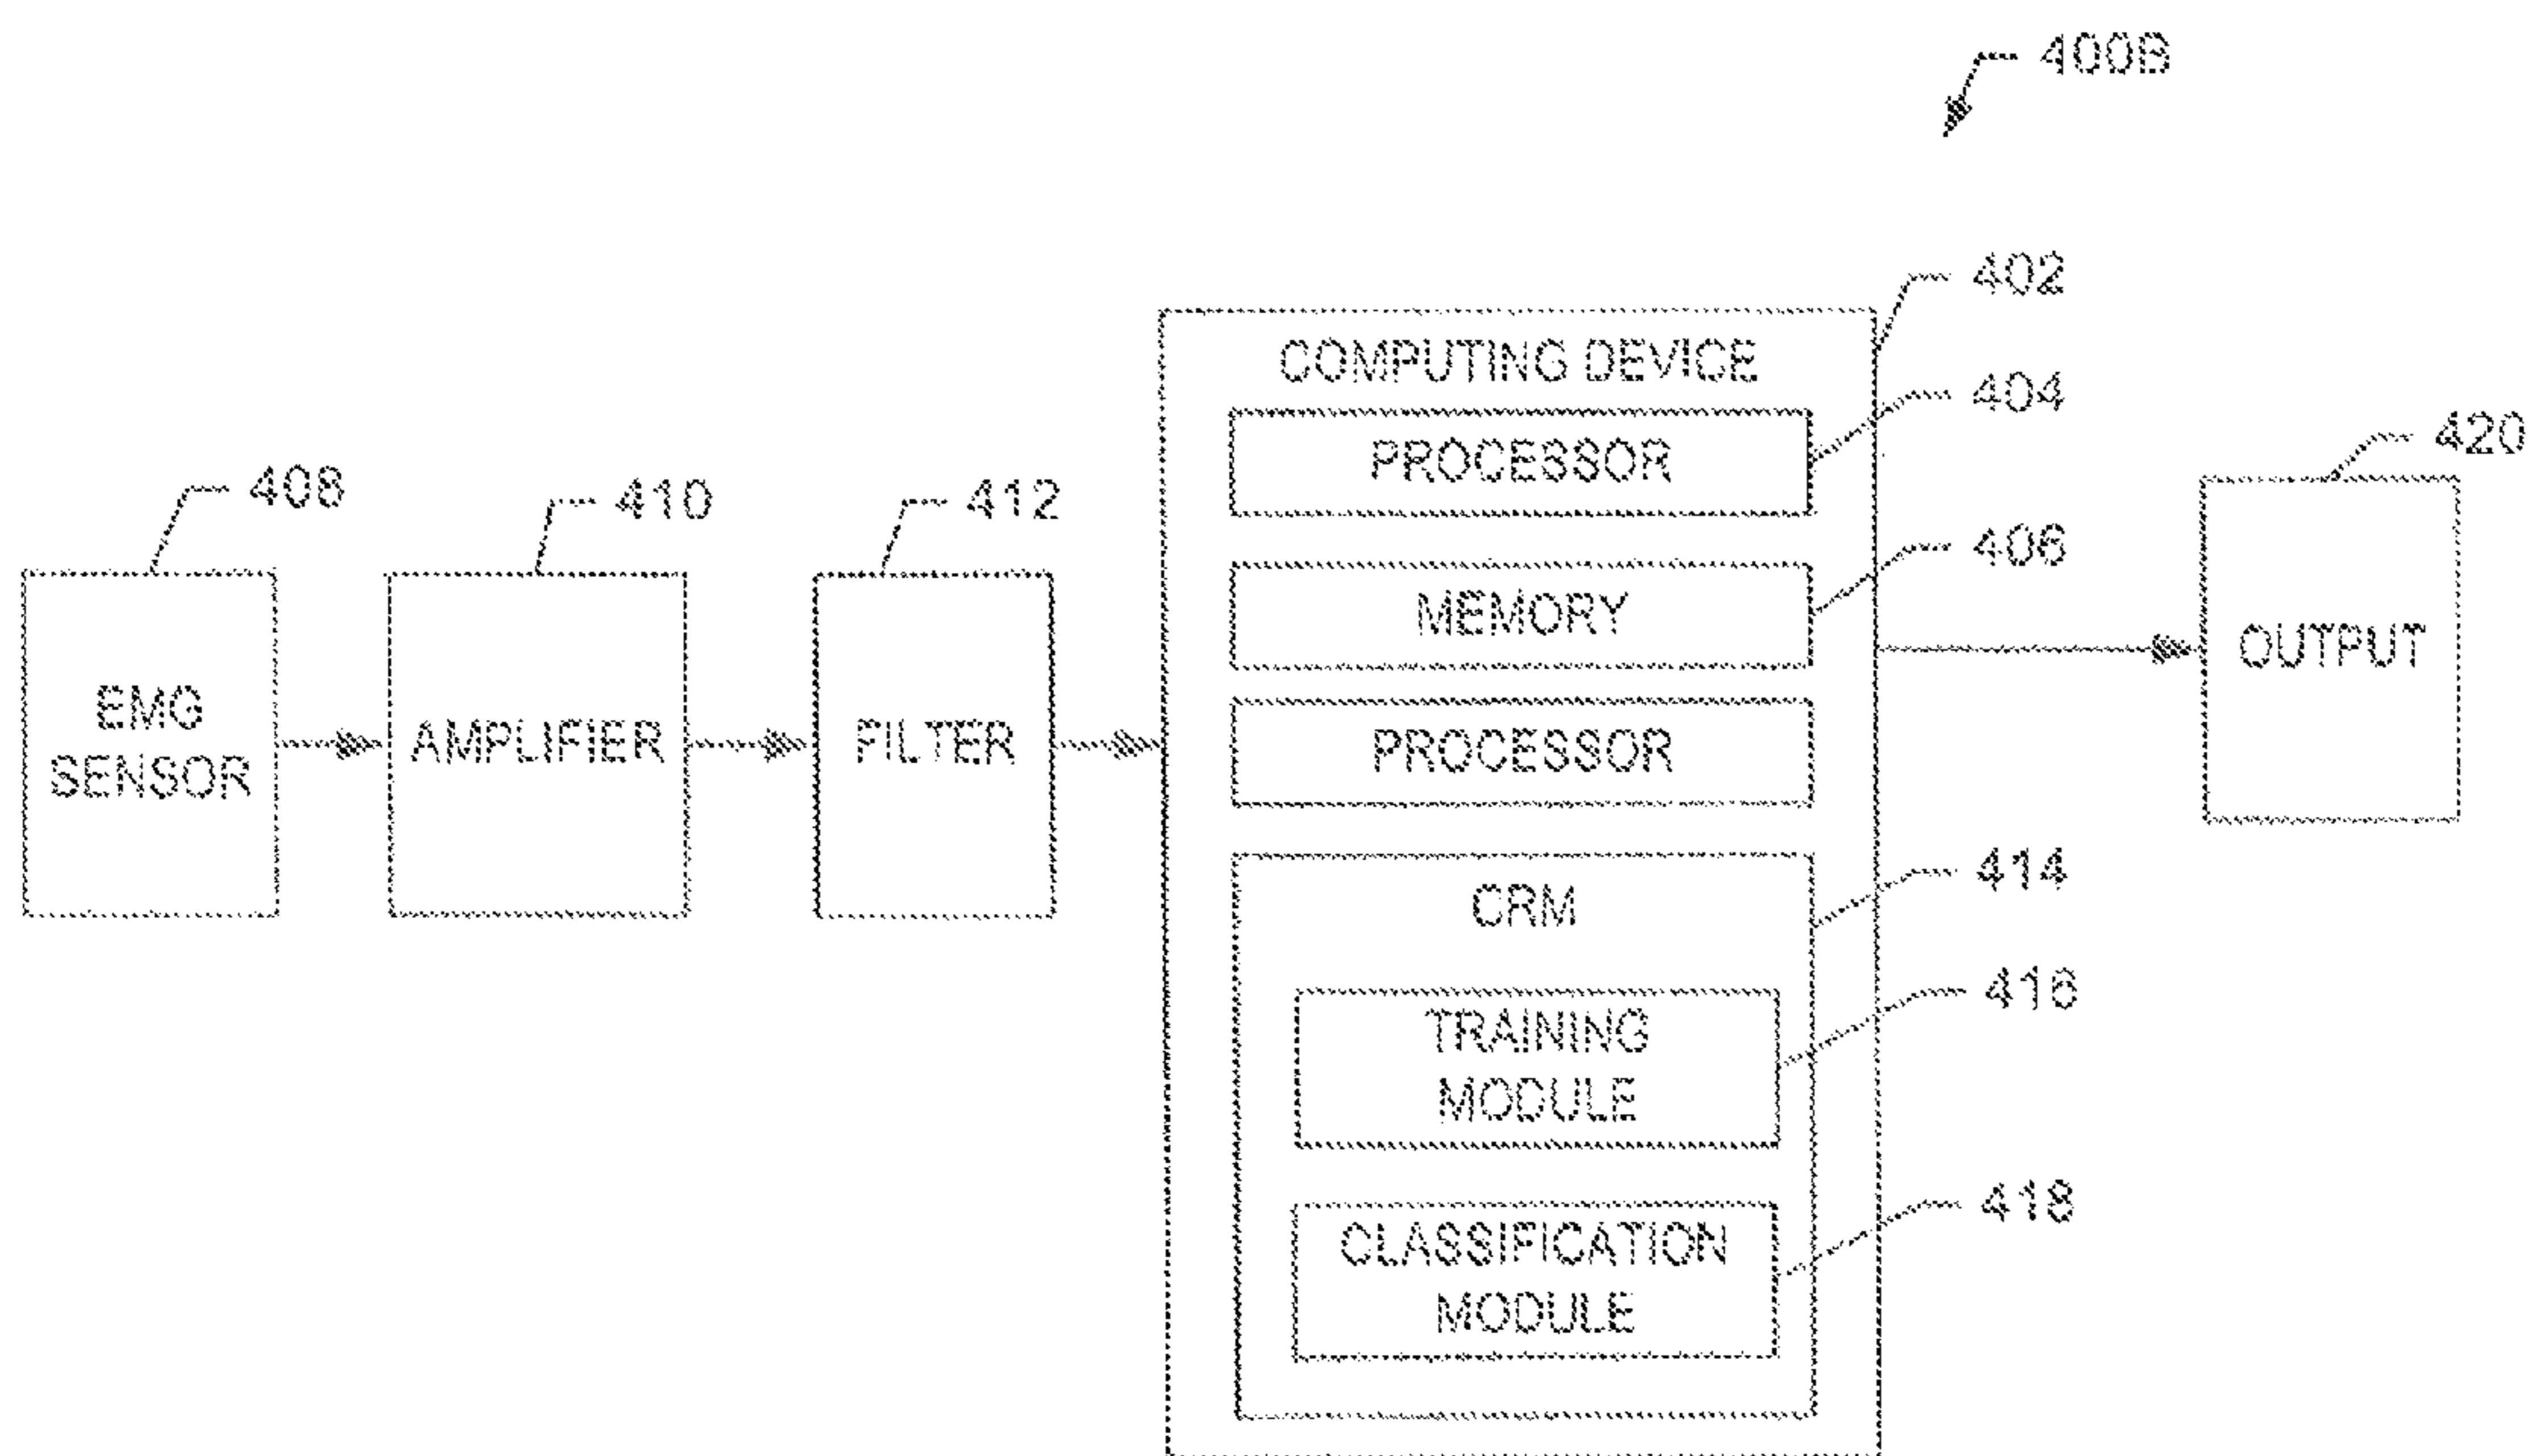 400B
402
COMPUTING DEVICE
404
PROCESSOR
420
408
410
412
406
MEMORY
OUTPUT
EMG
SENSOR
AMPLIFIER
FILTER
PROCESSOR
414
CRM
416
TRAINING
MODULE
418
CLASSIFICATION
MODULE